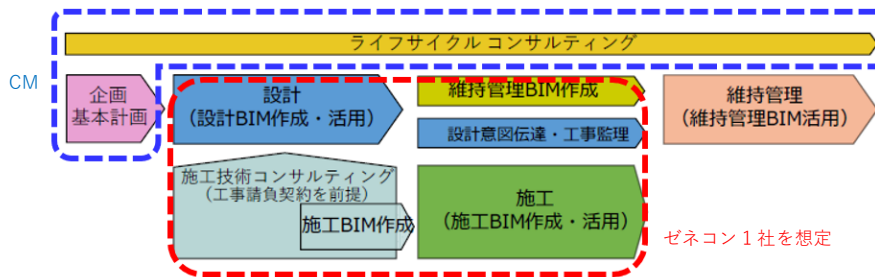 ライフサイクル コンサルティング
CM
企画
基本計画
設計
（設計BIM作成・活用）
維持管理BIM作成
設計意図伝達・工事監理
維持管理
（維持管理BIM活用）
施工技術コンサルティング
（工事請負契約を前提）
施工BIM作成
施工
（施工BIM作成・活用）
ゼネコン１社を想定